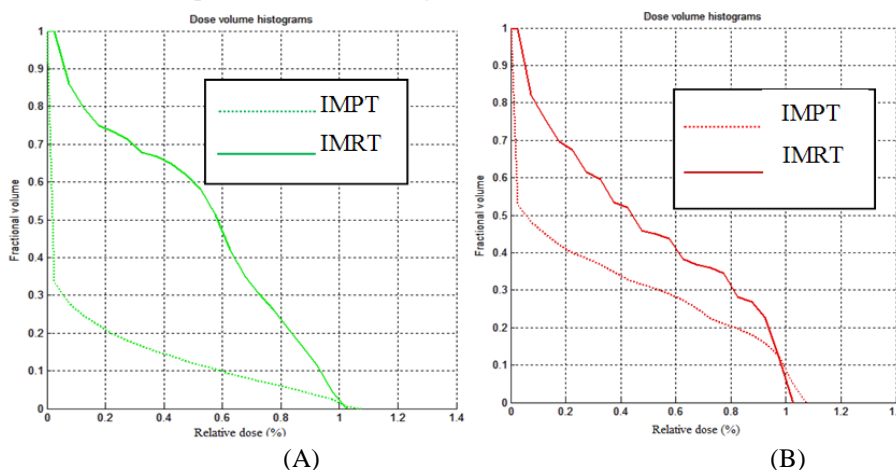 Dose volume histograms
1
0.9
0.8
0.7
0.6
0.5
0.4
0.3
0.2
0.1
0
Fractional volume
IMPT
IMRT
0 0.2 0.4 0.6 0.8 1 1.2 1.4
Relative dose (%)
(A)
Dose volume histograms
1
0.9
0.8
0.7
0.6
0.5
0.4
0.3
0.2
0.1
0
Fractional volume
IMPT
IMRT
0 0.2 0.4 0.6 0.8 1 1.2 1.4
Relative dose (%)
(B)